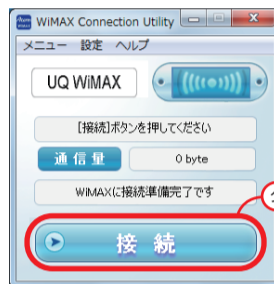 WiMAX Connection Utility
メニュー 設定 ヘルプ
UQ WiMAX
[接続]ボタンを押してください
通信量 0 byte
WiMAXに接続準備完了です
接続